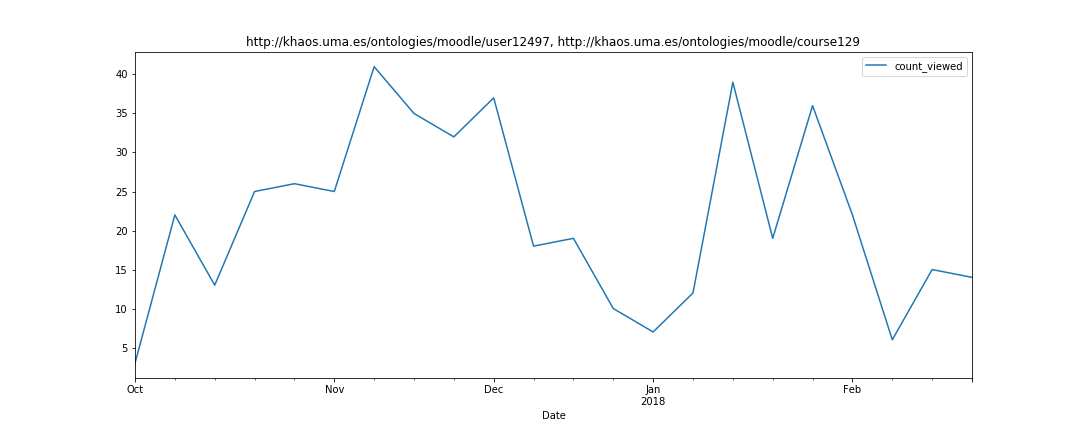 http://khaos.uma.es/ontologies/moodle/user12497, http://khaos.uma.es/ontologies/moodle/course129
count_viewed
40
35
30
25
20
15
10
5
Oct Nov Dec Jan Feb
2018
Date